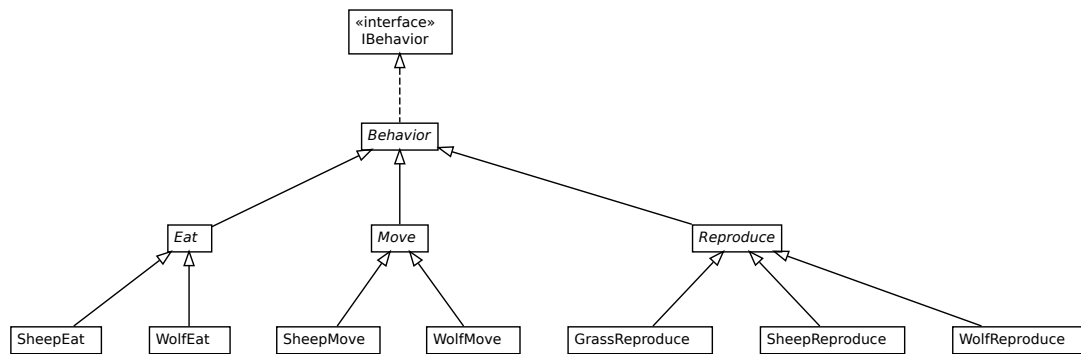 «interface»
IBehavior
Behavior
Eat
Move
Reproduce
SheepEat
WolfEat
SheepMove
WolfMove
GrassReproduce
SheepReproduce
WolfReproduce